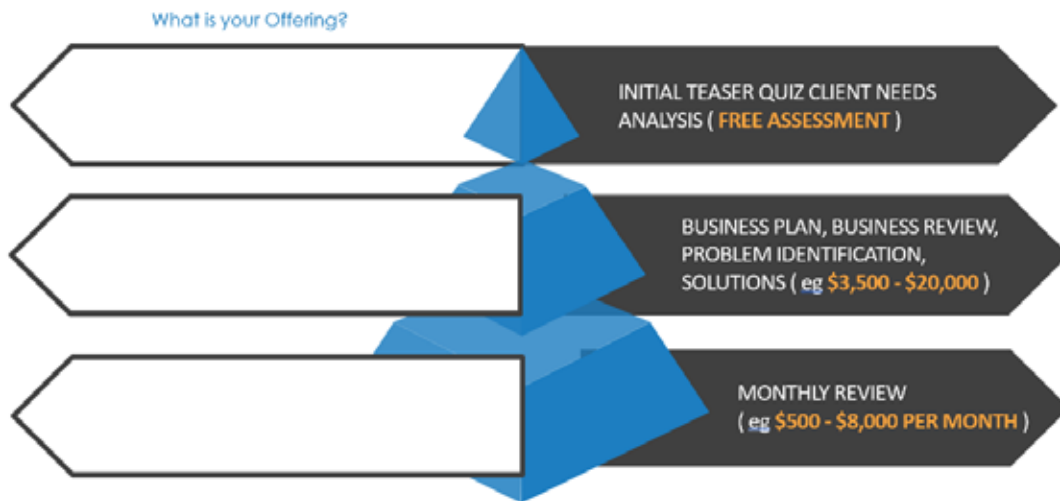 What is your Offering?
INITIAL TEASER QUIZ CLIENT NEEDS
ANALYSIS ( FREE ASSESSMENT )
BUSINESS PLAN, BUSINESS REVIEW,
PROBLEM IDENTIFICATION,
SOLUTIONS ( eg $3,500 - $20,000 )
MONTHLY REVIEW
( eg $500 - $8,000 PER MONTH )